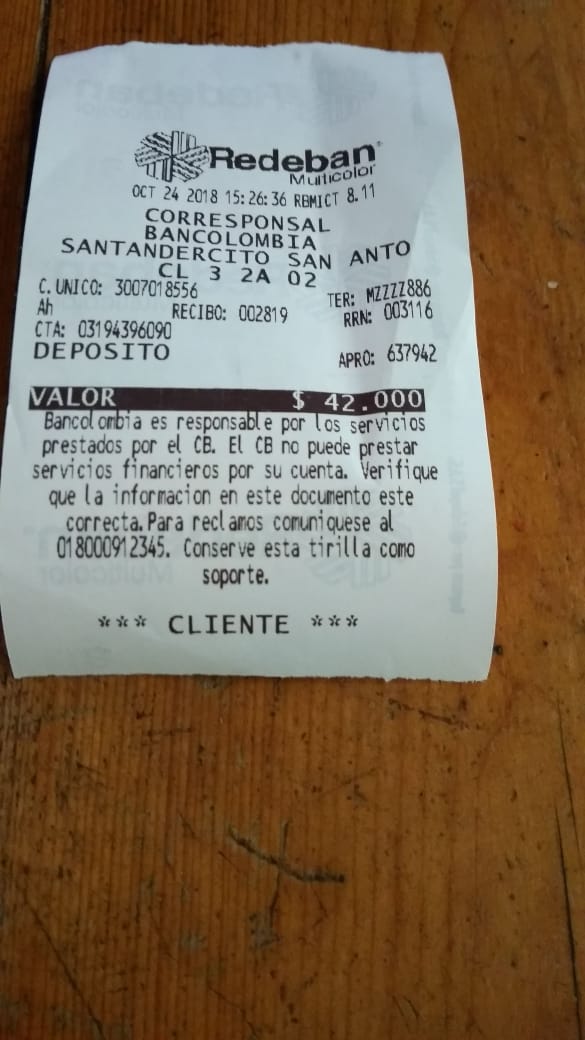 Redeban
Multicolor
OCT 24 2018 15:26:36 RBMICT 8.11
CORRESPONSAL
BANCOLOMBIA
SANTANDERCITO SAN ANTO
CL 3 2A 02
C. UNICO: 3007018556 TER: MZZZZ886
Ah RECIBO: 002819 RRN: 003116
CTA: 03194396090
DEPOSITO APRO: 637942
VALOR $ 42.000
Bancolombia es responsable por los servicios
prestados por el CB. El CB no puede prestar
servicios financieros por su cuenta. Verifique
que la informacion en este documento este
correcta.Para reclamos comuniquese al
018000912345. Conserve esta tirilla como
soporte.
*** CLIENTE ***